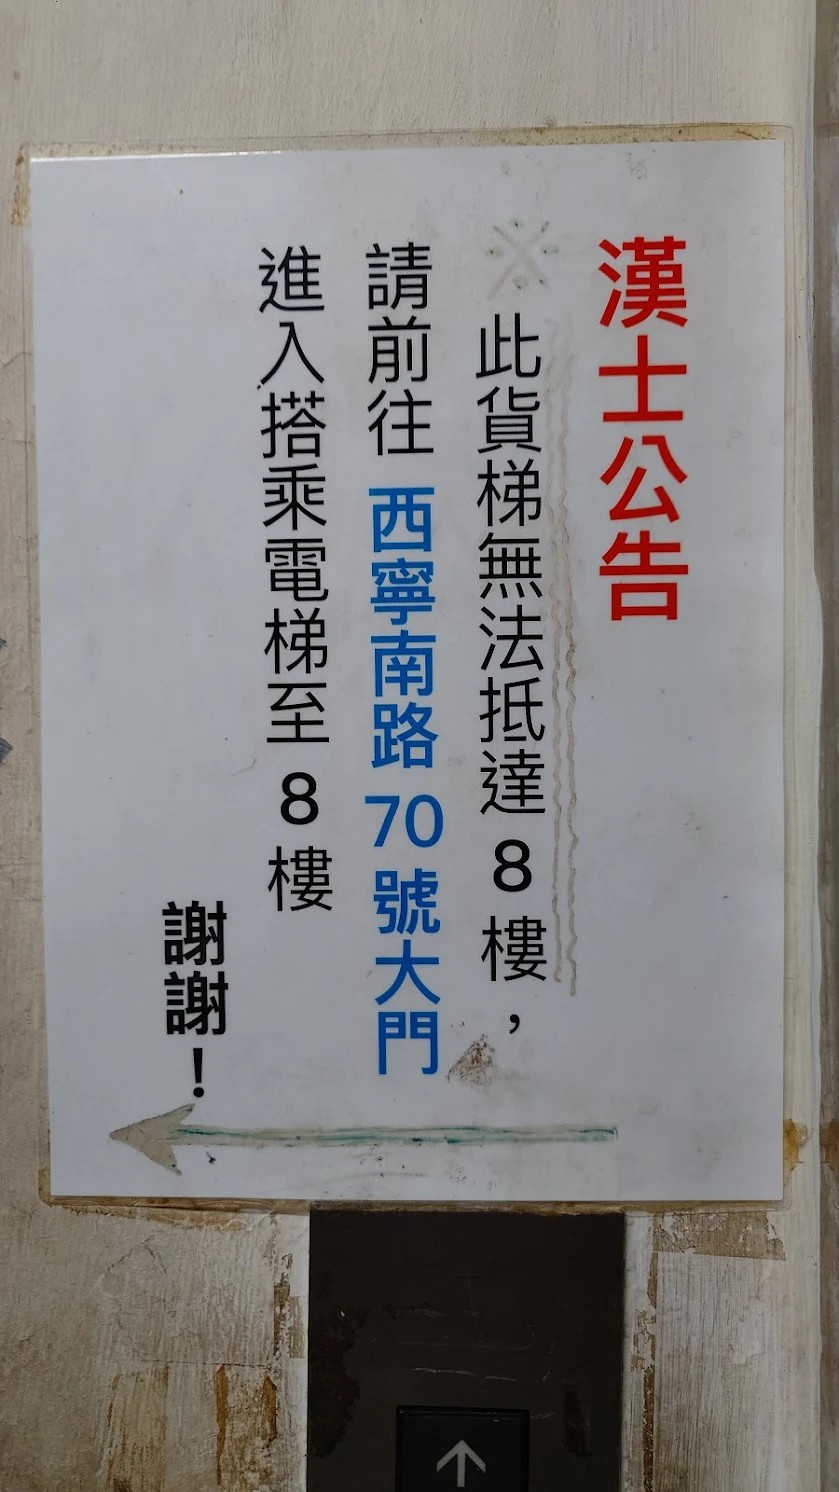 漢士公告
※此貨梯無法抵達8樓，
請前往 西寧南路70號大門
進入搭乘電梯至8樓
謝謝！